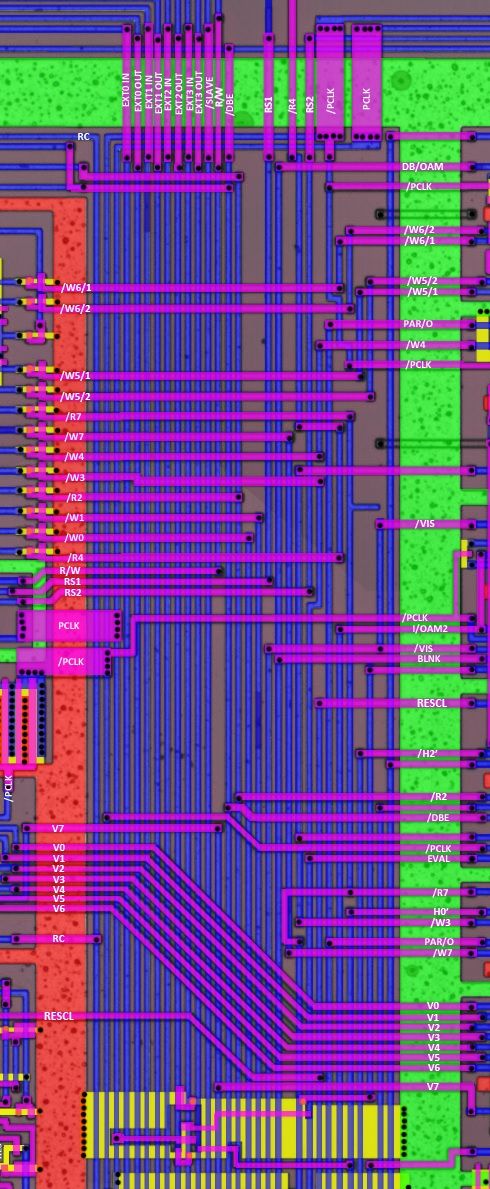 EXT0 IN
EXT0 OUT
EXT1 IN
EXT1 OUT
EXT2 IN
EXT2 OUT
EXT3 IN
EXT3 OUT
/SLAVE
R/W
/DBE
RS1
/R4
RS2
/PCLK
PCLK
RC
DB/OAM
/PCLK
/W6/2
/W6/1
/W5/2
/W6/1
/W5/1
/W6/2
PAR/O
/W4
/PCLK
/W5/1
/W5/2
/R7
/W7
/W4
/W3
/R2
/W1
/VIS
/W0
/R4
R/W
RS1
RS2
/PCLK
PCLK
I/OAM2
/VIS
/PCLK
BLNK
RESCL
/H2'
/PCLK
/R2
/DBE
V7
V0
/PCLK
V1
EVAL
V2
V3
V4
/R7
V5
V6
H0'
/W3
RC
PAR/O
/W7
V0
RESCL
V1
V2
V3
V4
V5
V6
V7